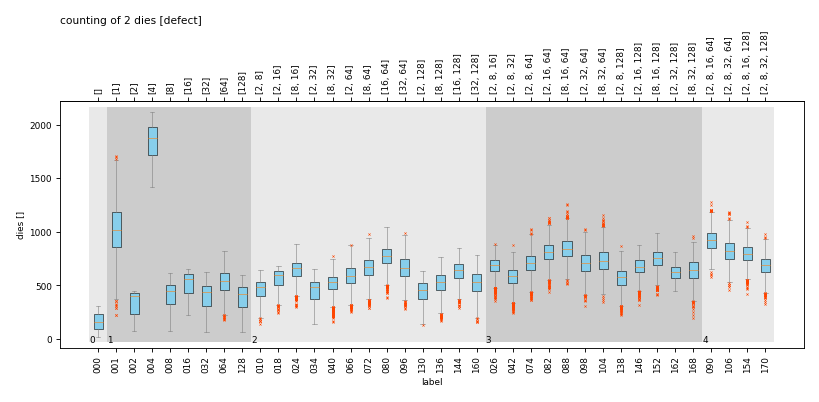 counting of 2 dies [defect]
[] [1] [2] [4] [8] [16] [32] [64] [128] [2, 8] [2, 16] [8, 16] [2, 32] [8, 32] [2, 64] [8, 64] [16, 64] [32, 64] [2, 128] [8, 128] [16, 128] [32, 128] [2, 8, 16] [2, 8, 32] [2, 8, 64] [2, 16, 64] [8, 16, 64] [2, 32, 64] [8, 32, 64] [2, 8, 128] [2, 16, 128] [8, 16, 128] [2, 32, 128] [8, 32, 128] [2, 8, 16, 64] [2, 8, 32, 64] [2, 8, 16, 128] [2, 8, 32, 128]
2000
1500
1000
500
0
dies []
0 1 2 3 4
000 001 002 004 008 016 032 064 128 010 018 024 034 040 066 072 080 096 130 136 144 160 026 042 074 082 088 098 104 138 146 152 162 168 090 106 154 170
label